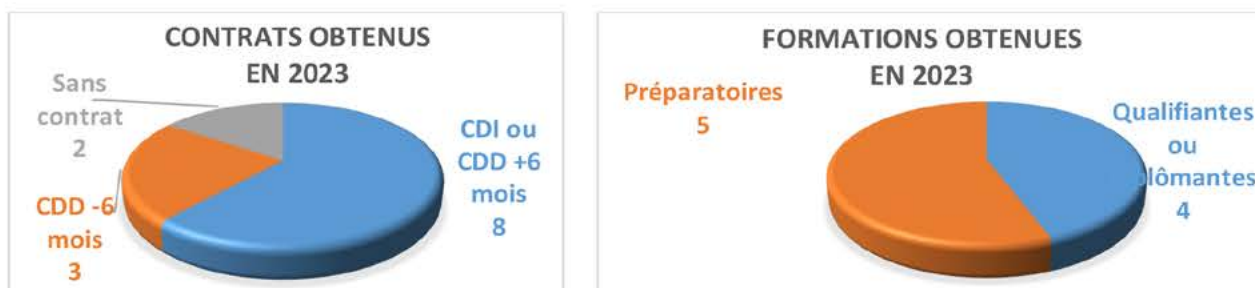 CONTRATS OBTENUS
EN 2023
Sans
contrat
2
CDI ou
CDD +6
mois
8
CDD -6
mois
3
FORMATIONS OBTENUES
EN 2023
Préparatoires
5
Qualifiantes
ou
plômantes
4